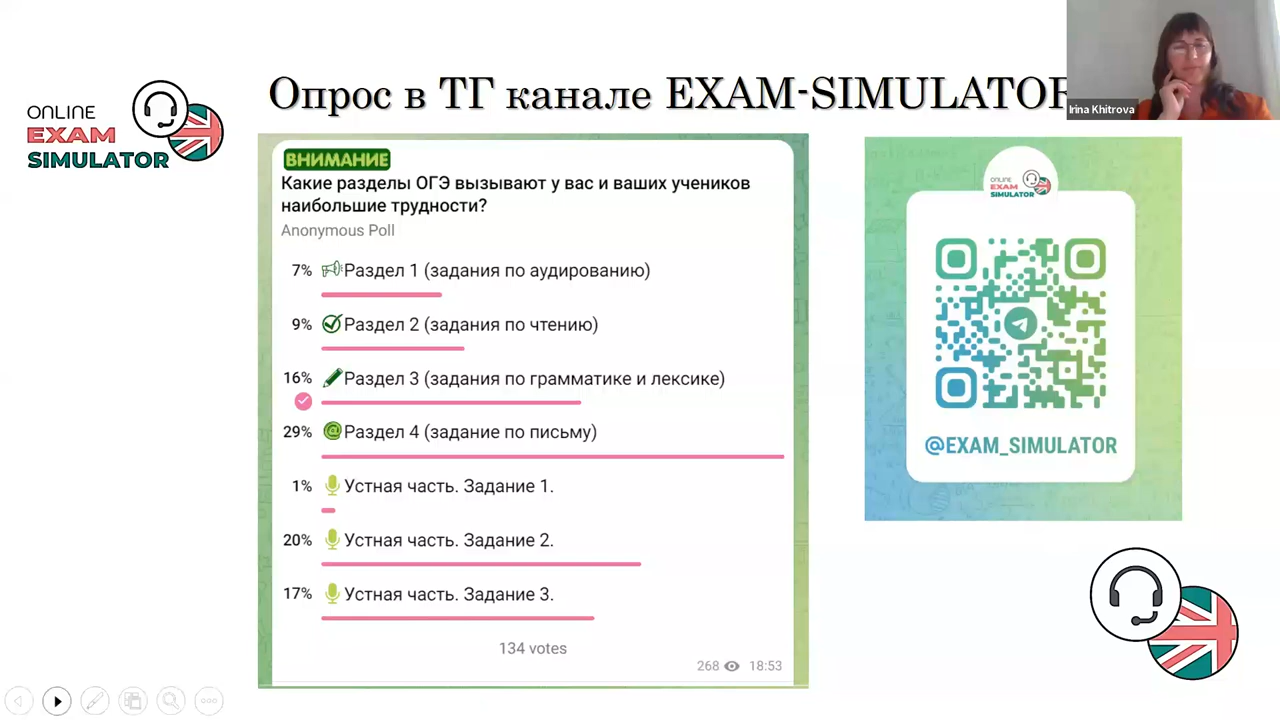 Опрос в ТГ канале EXAM-SIMULATOR
Irina Khitrova
ONLINE
EXAM
SIMULATOR
ВНИМАНИЕ
Какие разделы ОГЭ вызывают у вас и ваших учеников
наибольшие трудности?
Anonymous Poll
7% Раздел 1 (задания по аудированию)
9% Раздел 2 (задания по чтению)
16% Раздел 3 (задания по грамматике и лексике)
29% Раздел 4 (задание по письму)
1% Устная часть. Задание 1.
20% Устная часть. Задание 2.
17% Устная часть. Задание 3.
134 votes
268 18:53
ONLINE
EXAM
SIMULATOR
@EXAM_SIMULATOR